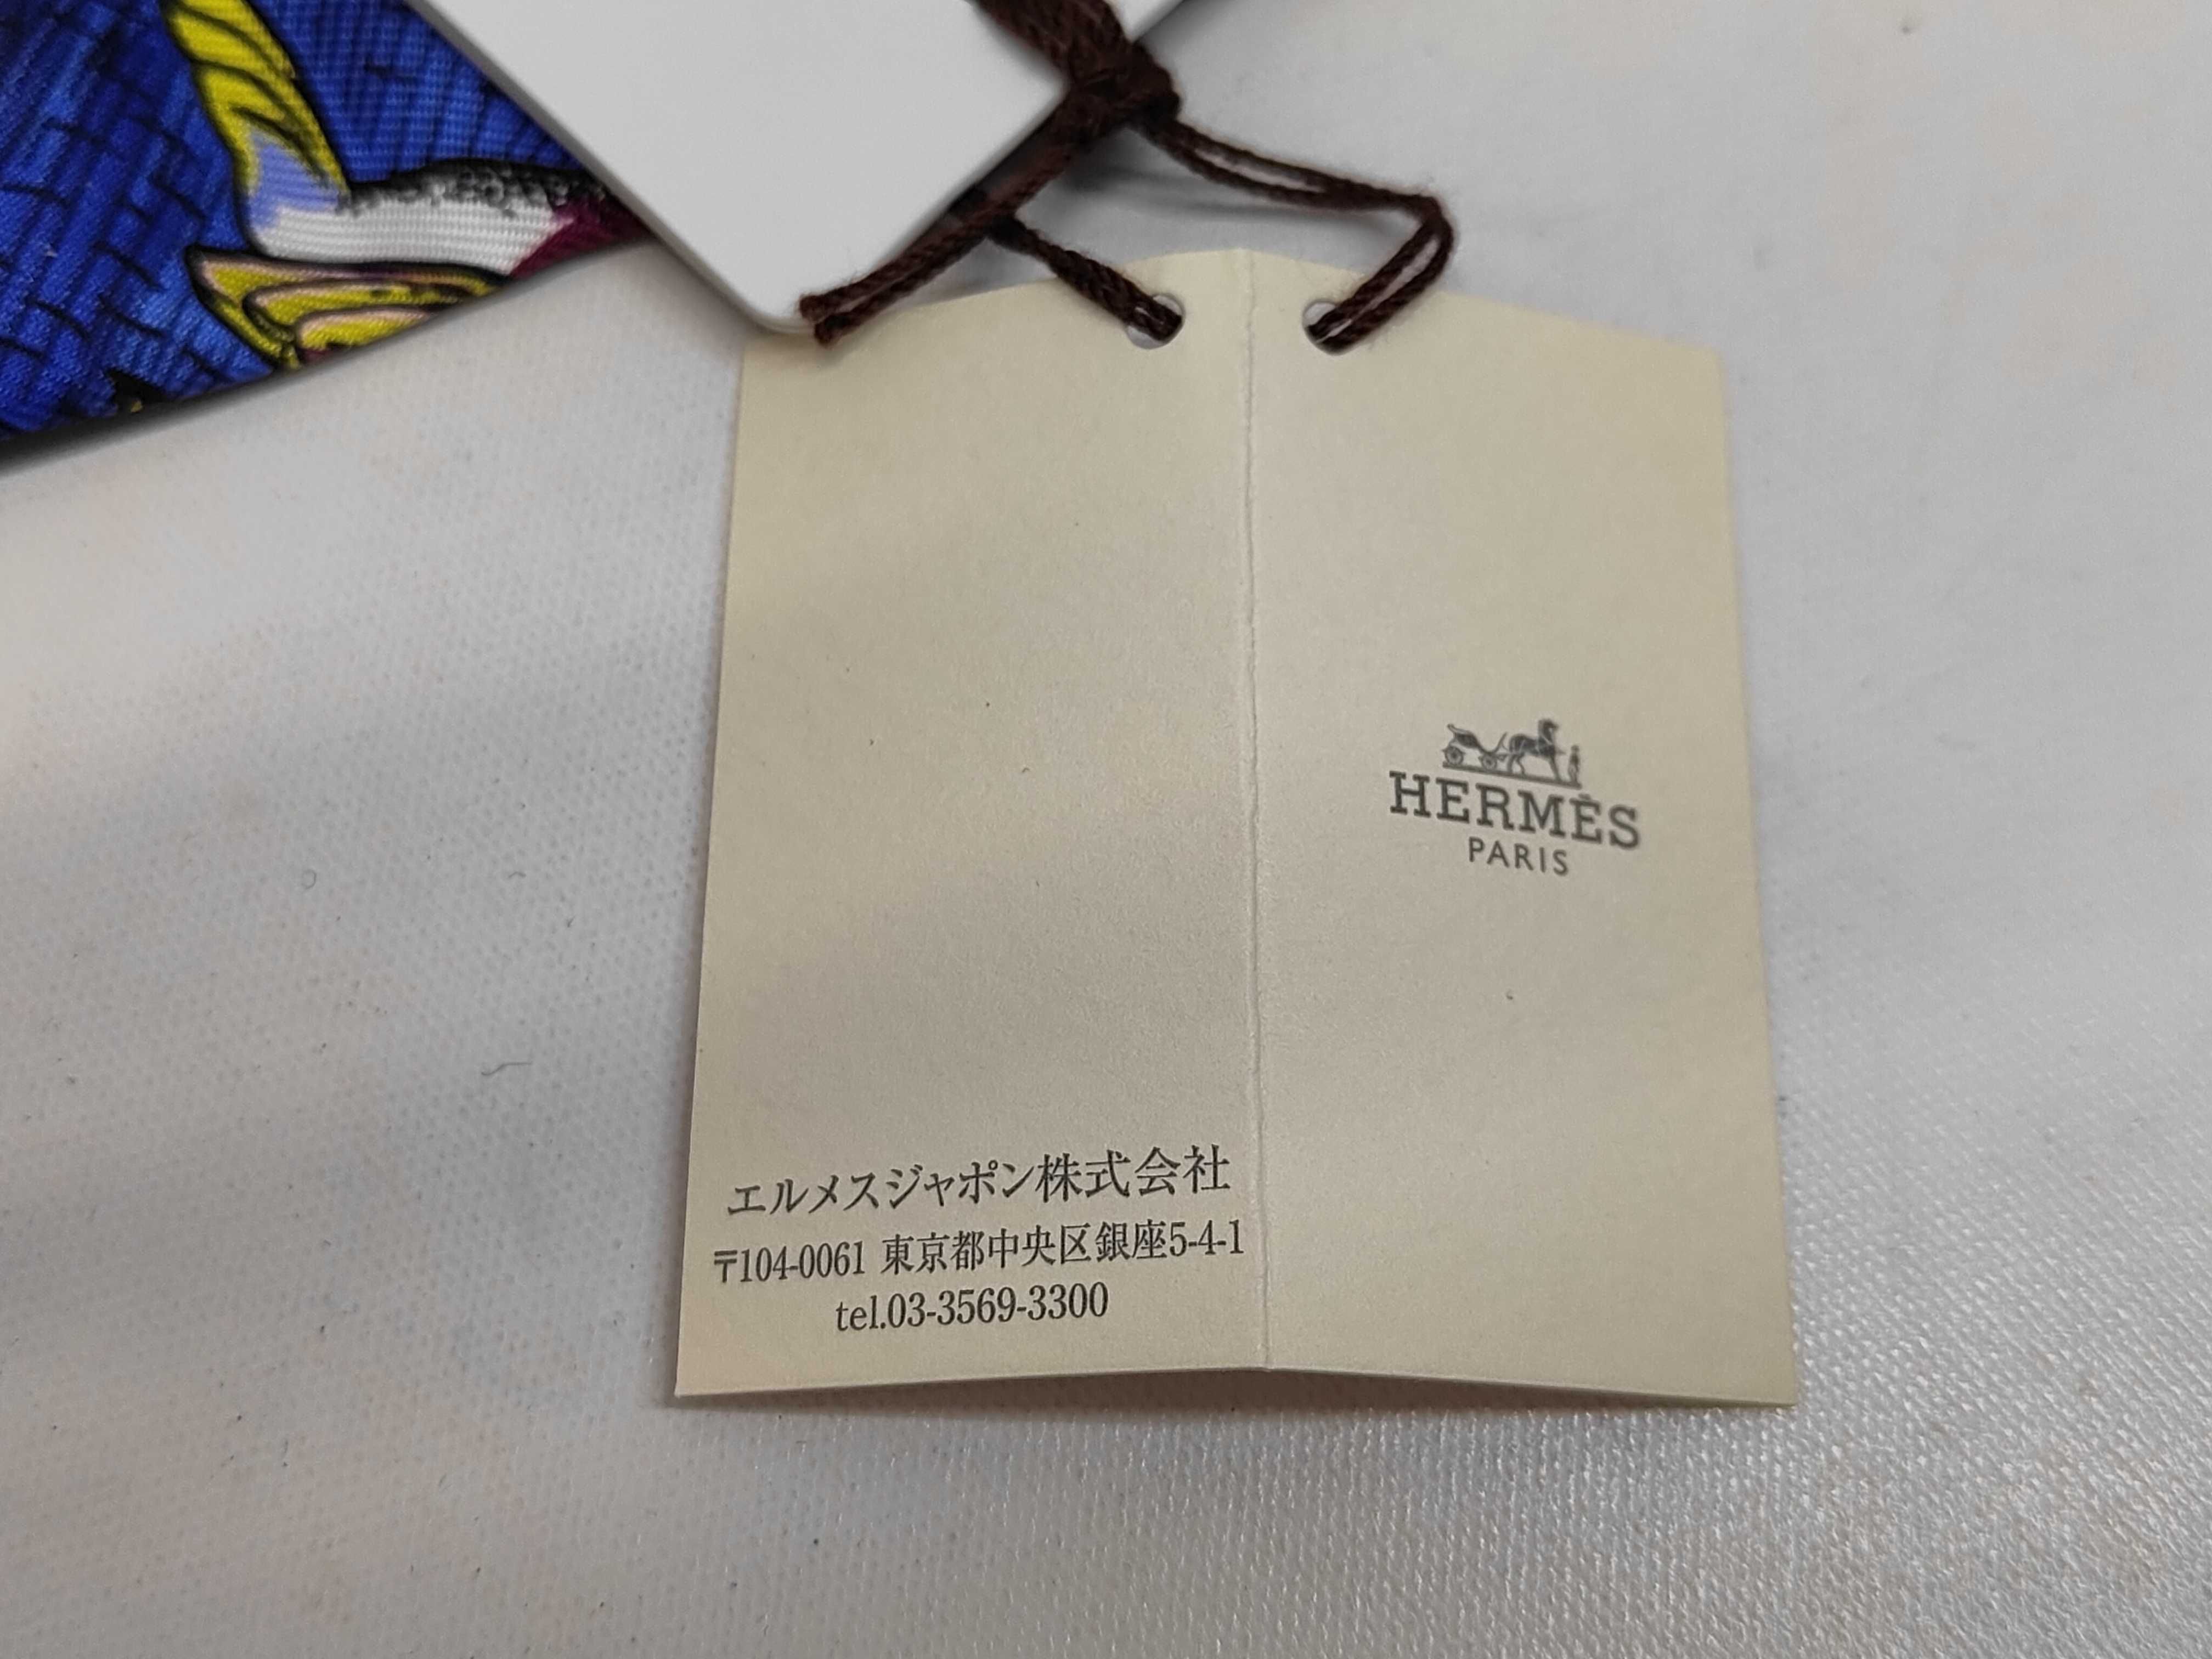 HERMÈS
PARIS
エルメスジャポン株式会社
〒104-0061 東京都中央区銀座5-4-1
tel.03-3569-3300